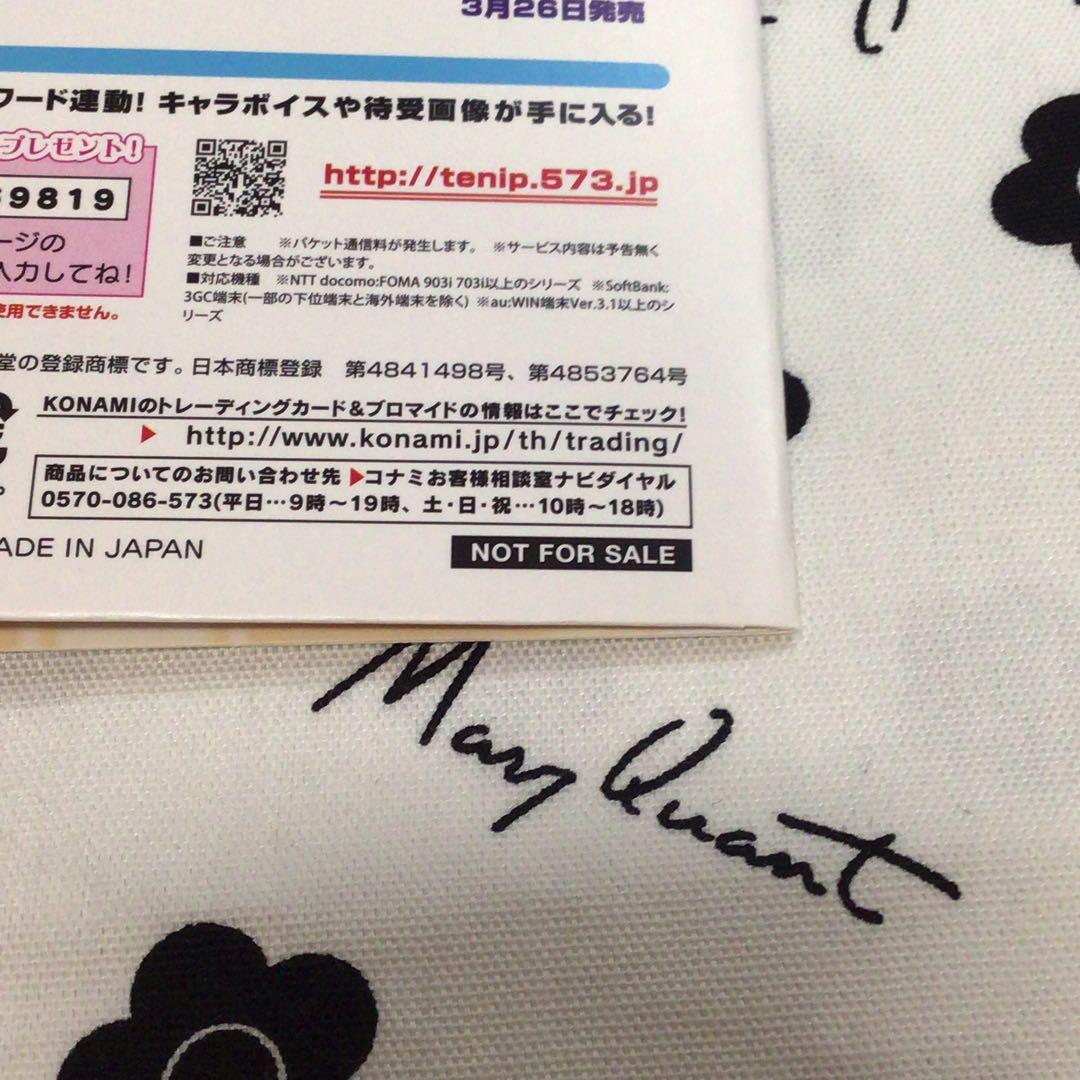 3月26日発売
ワード連動! キャラボイスや待受画像が手に入る!
プレゼント!
9819
ージの
入力してね!
使用できません。
http://tenip.573.jp
■ご注意 ※パケット通信料が発生します。 ※サービス内容は予告無く
変更となる場合がございます。
■対応機種 ※NTT docomo:FOMA 903i 703i以上のシリーズ ※SoftBank:
3GC端末(一部の下位端末と海外端末を除く) ※au:WIN端末Ver.3.1以上のシ
リーズ
堂の登録商標です。日本商標登録 第4841498号、第4853764号
KONAMIのトレーディングカード&ブロマイドの情報はここでチェック!
▶ http://www.konami.jp/th/trading/
商品についてのお問い合わせ先 ▶コナミお客様相談室ナビダイヤル
0570-086-573(平日…9時～19時、土・日・祝…10時～18時)
ADE IN JAPAN
NOT FOR SALE
Mary Quant